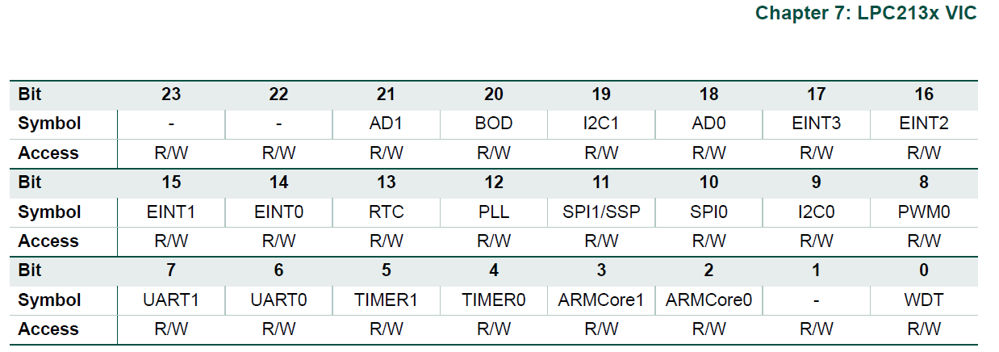 Chapter 7: LPC213x VIC
Bit 23 22 21 20 19 18 17 16
Symbol - - AD1 BOD I2C1 AD0 EINT3 EINT2
Access R/W R/W R/W R/W R/W R/W R/W R/W
Bit 15 14 13 12 11 10 9 8
Symbol EINT1 EINT0 RTC PLL SPI1/SSP SPI0 I2C0 PWM0
Access R/W R/W R/W R/W R/W R/W R/W R/W
Bit 7 6 5 4 3 2 1 0
Symbol UART1 UART0 TIMER1 TIMER0 ARMCore1 ARMCore0 - WDT
Access R/W R/W R/W R/W R/W R/W R/W R/W